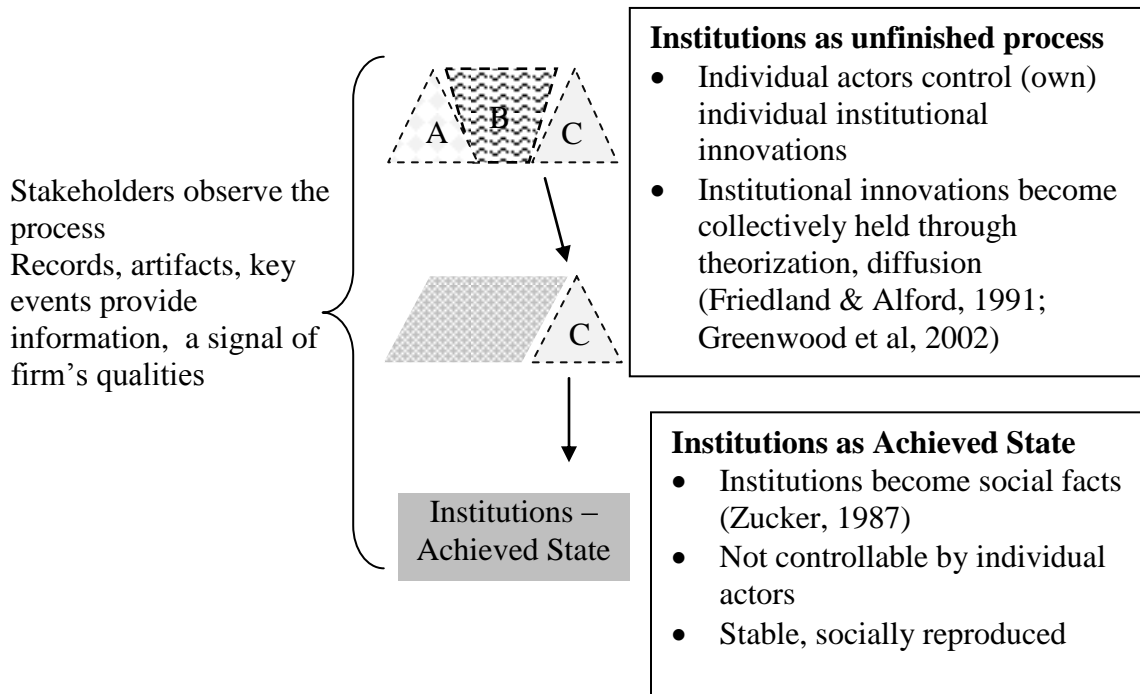 Stakeholders observe the
process
Records, artifacts, key
events provide
information,  a signal of
firm’s qualities
A
B
C
C
Institutions –
Achieved State
Institutions as unfinished process
• Individual actors control (own)
individual institutional
innovations
• Institutional innovations become
collectively held through
theorization, diffusion
(Friedland & Alford, 1991;
Greenwood et al, 2002)
Institutions as Achieved State
• Institutions become social facts
(Zucker, 1987)
• Not controllable by individual
actors
• Stable, socially reproduced